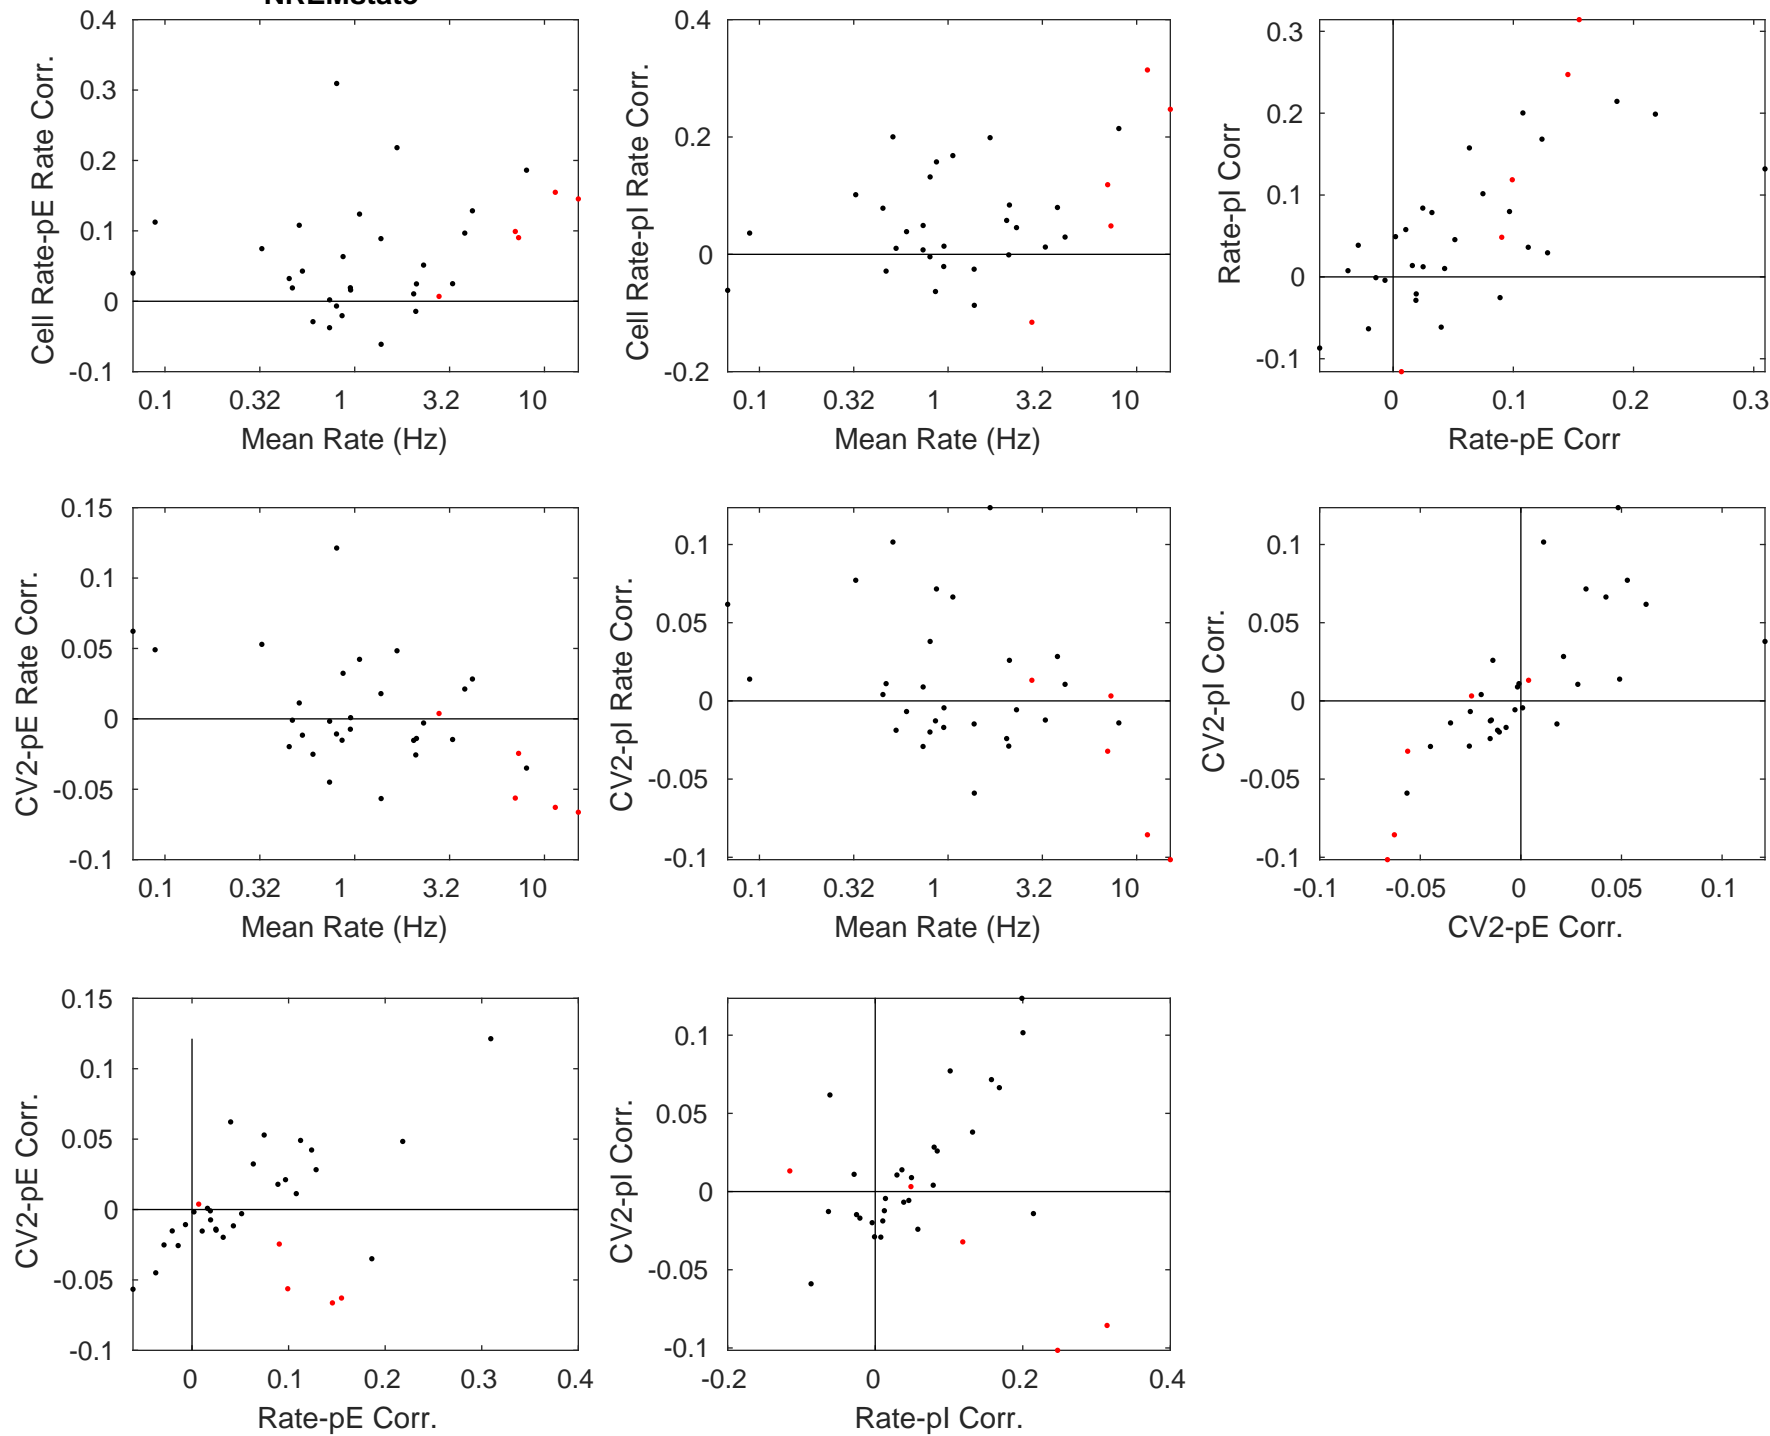 NREMstate
0.4
0.3
0.2
0.1
0
-0.1
Cell Rate-pE Rate Corr.
0.1 0.32 1 3.2 10
Mean Rate (Hz)
0.4
0.2
0
-0.2
Cell Rate-pI Rate Corr.
0.1 0.32 1 3.2 10
Mean Rate (Hz)
0.3
0.2
0.1
0
-0.1
Rate-pI Corr
0 0.1 0.2 0.3
Rate-pE Corr
0.15
0.1
0.05
0
-0.05
-0.1
CV2-pE Rate Corr.
0.1 0.32 1 3.2 10
Mean Rate (Hz)
0.1
0.05
0
-0.05
-0.1
CV2-pI Rate Corr.
0.1 0.32 1 3.2 10
Mean Rate (Hz)
0.1
0.05
0
-0.05
-0.1
CV2-pI Corr.
-0.1 -0.05 0 0.05 0.1
CV2-pE Corr.
0.15
0.1
0.05
0
-0.05
-0.1
CV2-pE Corr.
0 0.1 0.2 0.3 0.4
Rate-pE Corr.
0.1
0.05
0
-0.05
-0.1
CV2-pI Corr.
-0.2 0 0.2 0.4
Rate-pI Corr.